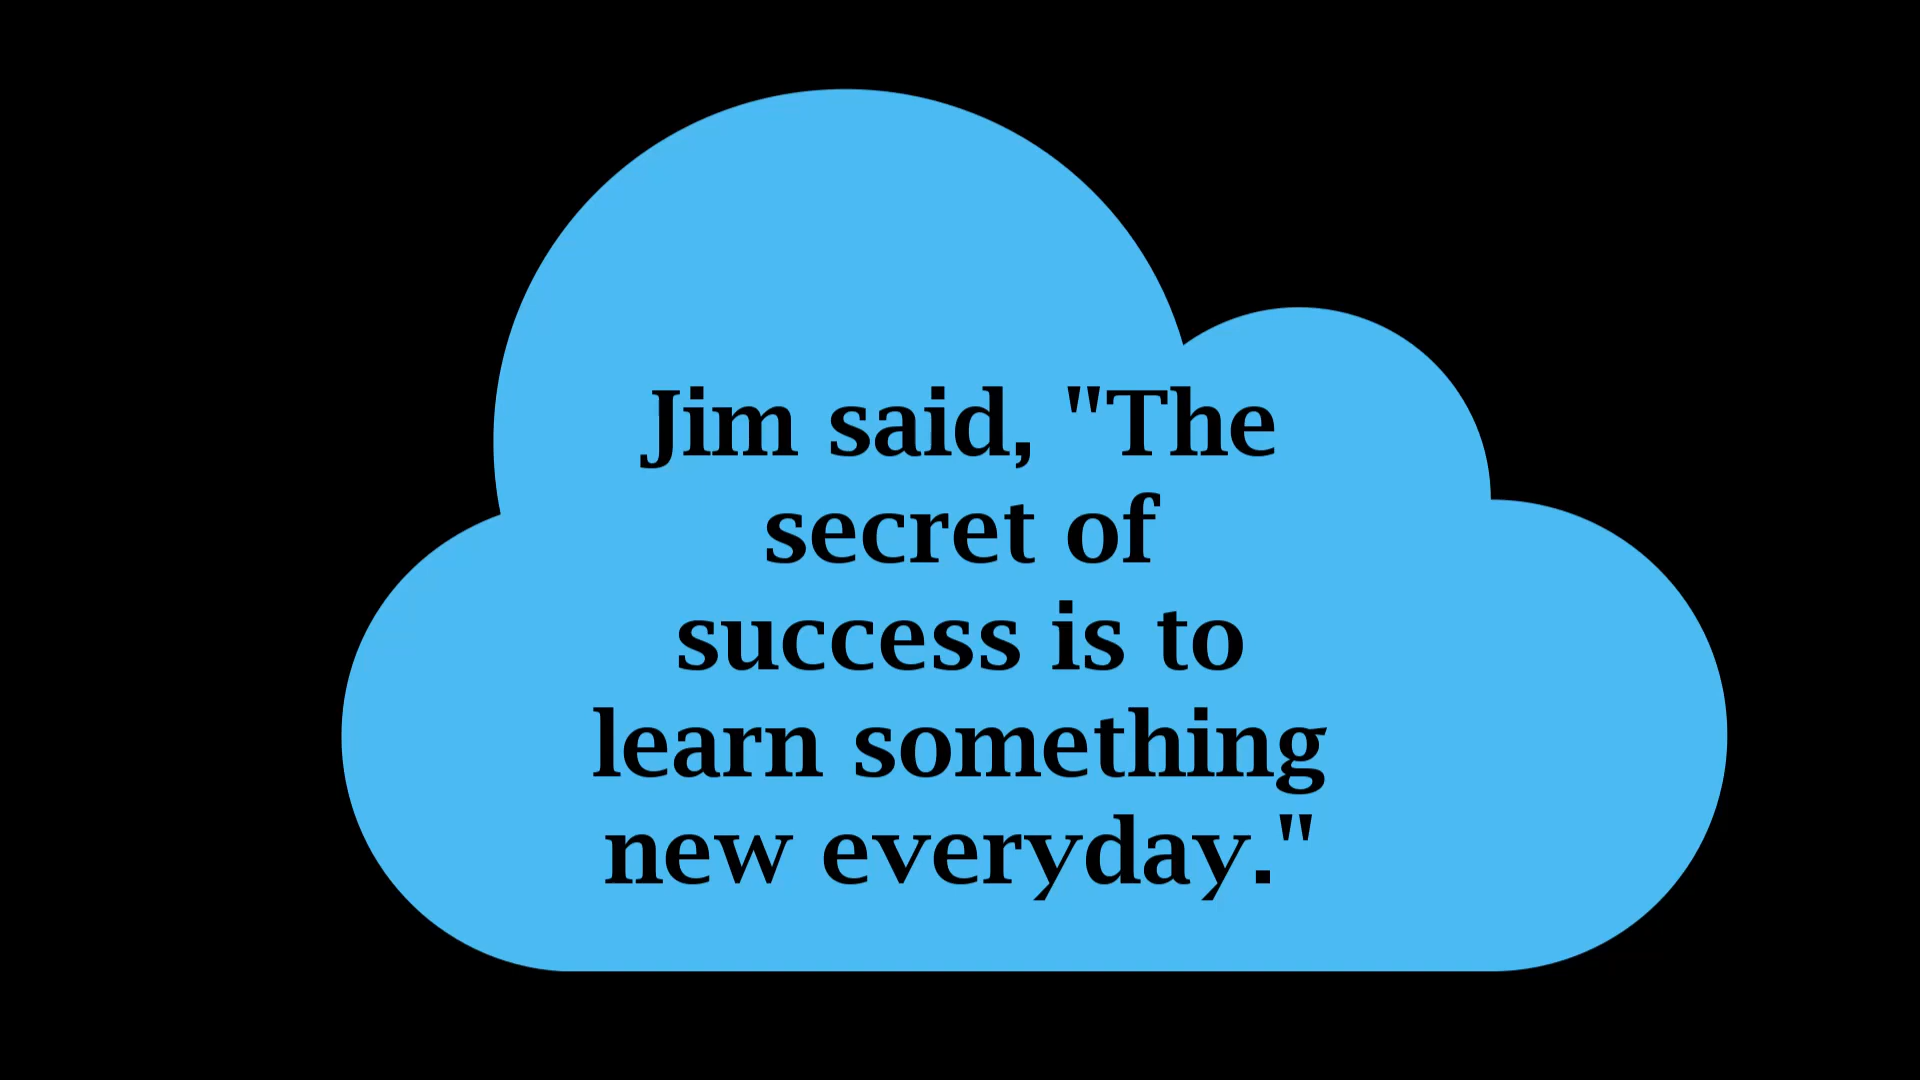 Jim said, "The
secret of
success is to
learn something
new everyday."